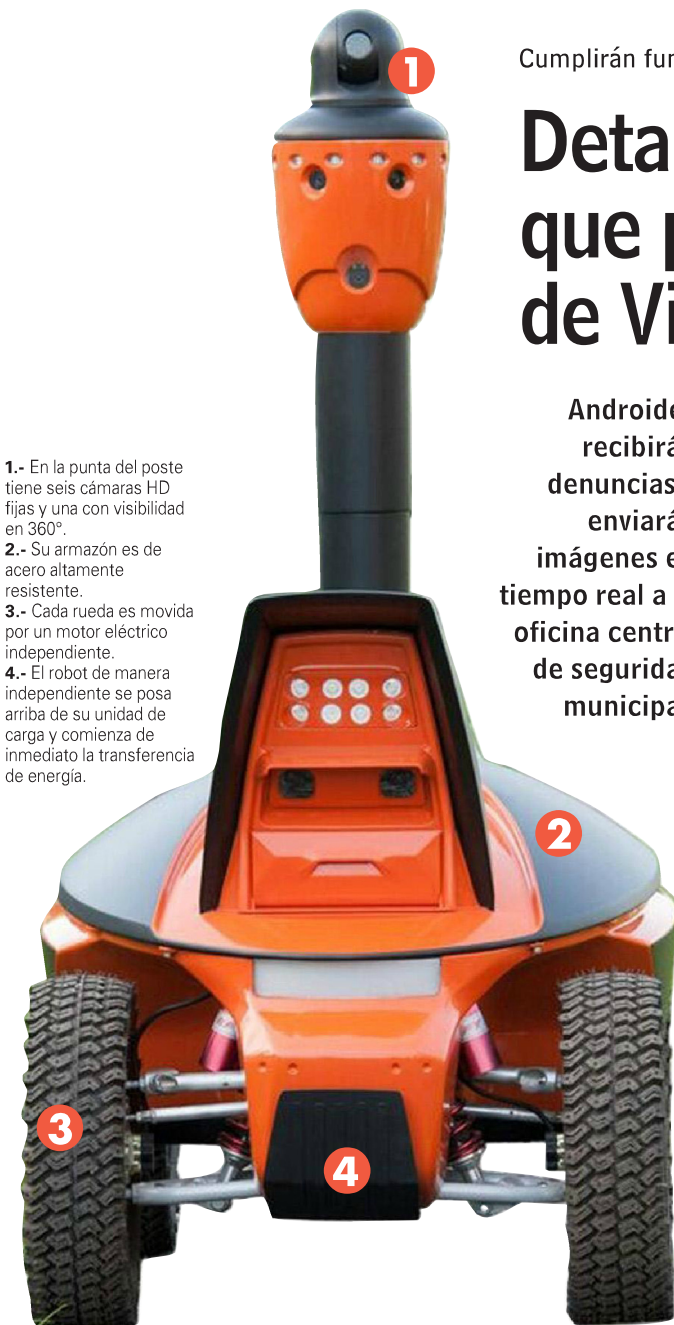 Cumplirán fun
Deta
que p
de Vi
Androide
recibirá
denuncias
enviará
imágenes e
tiempo real a
oficina centr
de segurida
municipa
1.- En la punta del poste
tiene seis cámaras HD
fijas y una con visibilidad
en 360°.
2.- Su armazón es de
acero altamente
resistente.
3.- Cada rueda es movida
por un motor eléctrico
independiente.
4.- El robot de manera
independiente se posa
arriba de su unidad de
carga y comienza de
inmediato la transferencia
de energía.
1
2
3
4